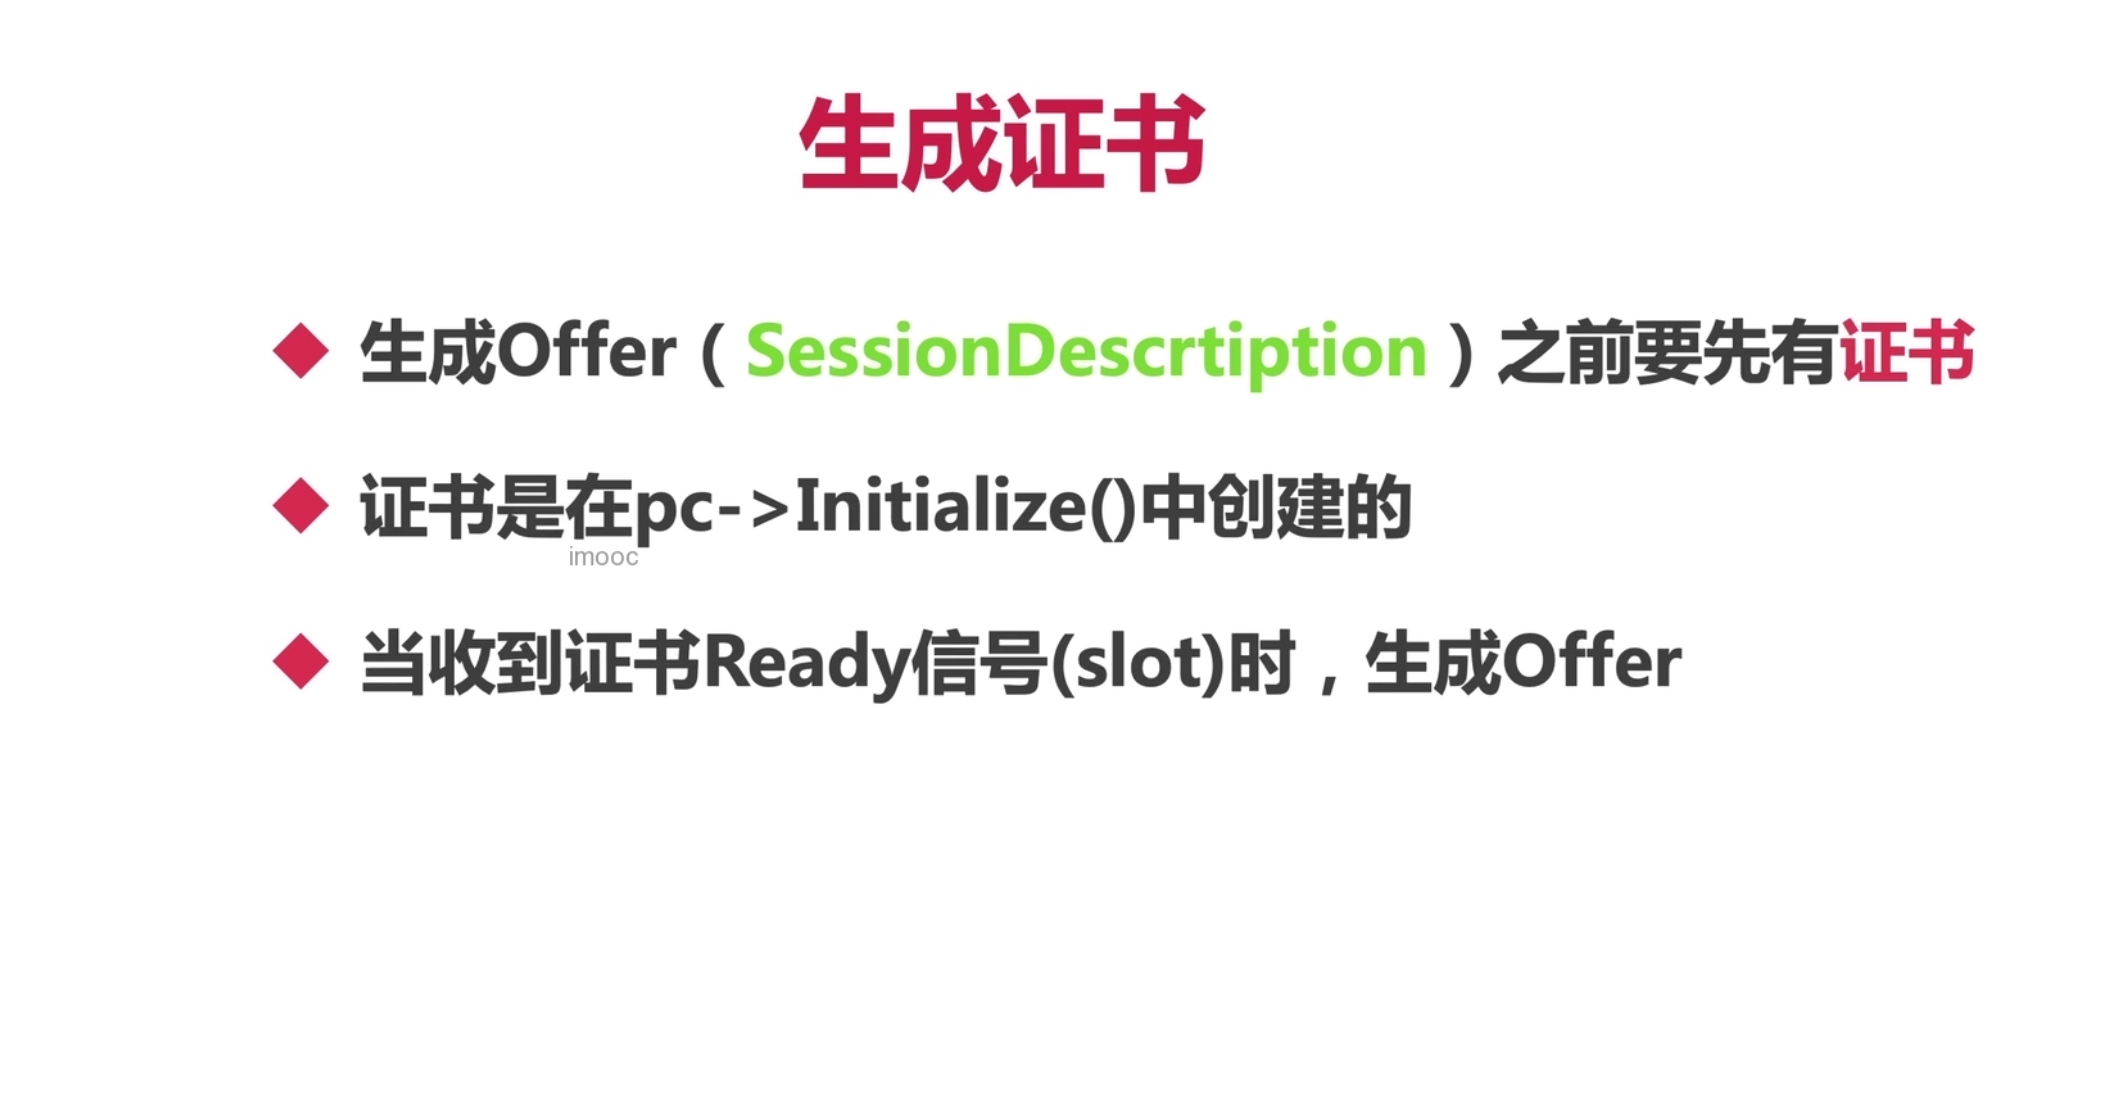 生成证书
生成Offer（SessionDescrtiption）之前要先有证书
证书是在pc->Initialize()中创建的
imooc
当收到证书Ready信号(slot)时，生成Offer